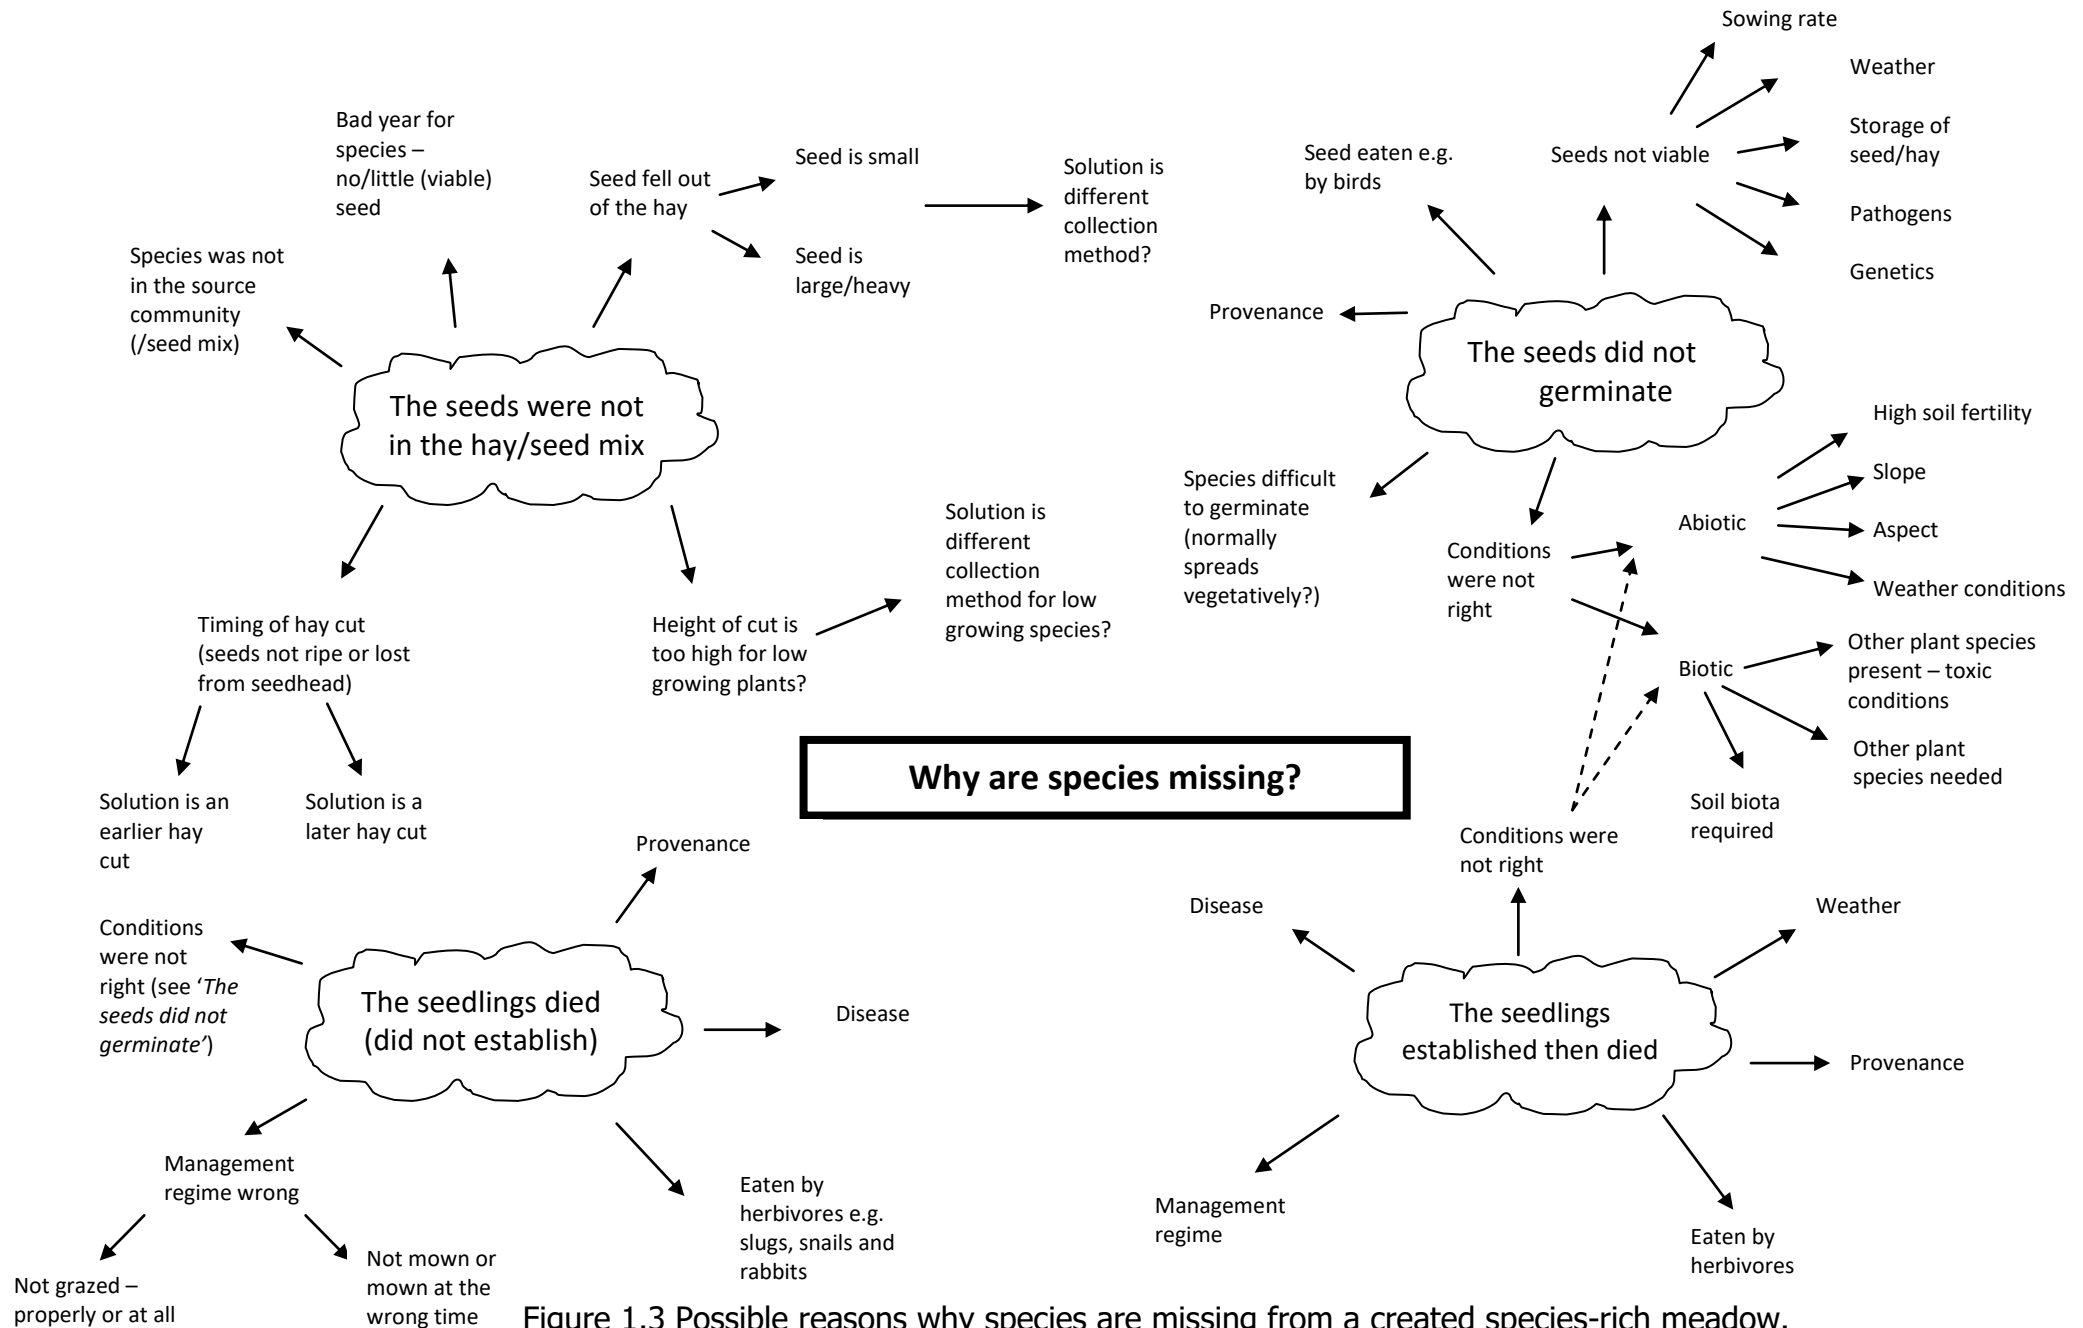 Bad year for
species –
no/little (viable)
seed
Seed fell out
of the hay
Seed is small
Seed is
large/heavy
Solution is
different
collection
method?
Species was not
in the source
community
(/seed mix)
The seeds were not
in the hay/seed mix
Timing of hay cut
(seeds not ripe or lost
from seedhead)
Solution is an
earlier hay
cut
Solution is a
later hay cut
Height of cut is
too high for low
growing plants?
Solution is
different
collection
method for low
growing species?
Sowing rate
Weather
Storage of
seed/hay
Pathogens
Genetics
Seeds not viable
Seed eaten e.g.
by birds
Provenance
The seeds did not
germinate
Species difficult
to germinate
(normally
spreads
vegetatively?)
Conditions
were not
right
Abiotic
High soil fertility
Slope
Aspect
Weather conditions
Biotic
Other plant species
present – toxic
conditions
Other plant
species needed
Soil biota
required
Why are species missing?
Provenance
Conditions
were not
right (see ‘The
seeds did not
germinate’)
The seedlings died
(did not establish)
Disease
Management
regime wrong
Not grazed –
properly or at all
Not mown or
mown at the
wrong time
Eaten by
herbivores e.g.
slugs, snails and
rabbits
Conditions were
not right
Disease
Weather
The seedlings
established then died
Provenance
Management
regime
Eaten by
herbivores
Figure 1.3 Possible reasons why species are missing from a created species-rich meadow.